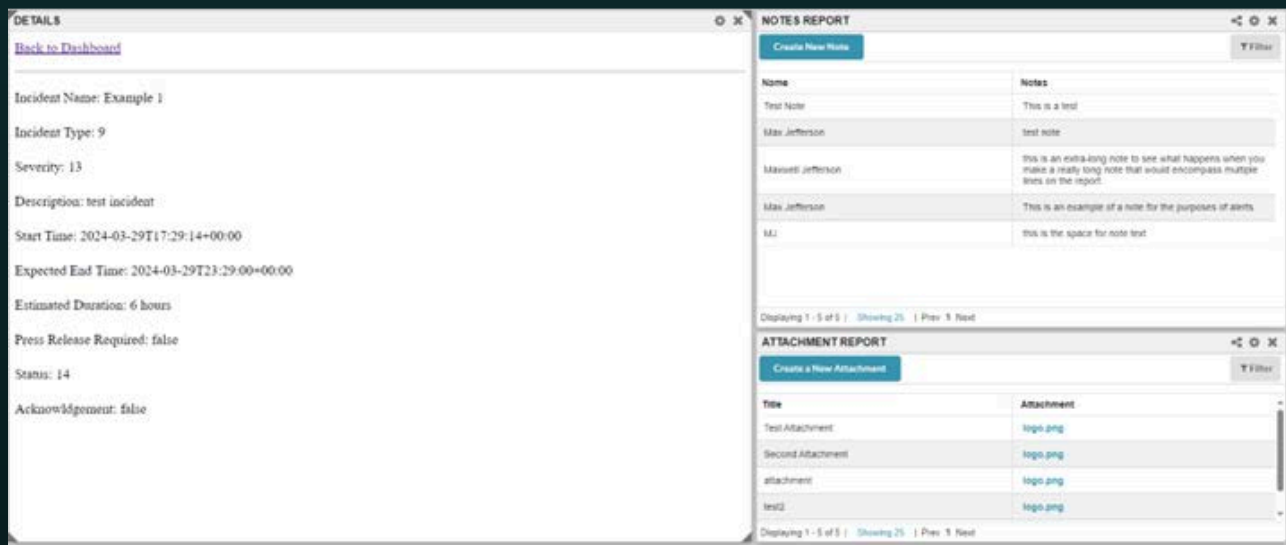 DETAILS
Back to Dashboard
Incident Name: Example 1
Incident Type: 9
Severity: 13
Description: test incident
Start Time: 2024-03-29T17:29:14+00:00
Expected End Time: 2024-03-29T23:29:00+00:00
Estimated Duration: 6 hours
Press Release Required: false
Status: 14
Acknowldgement: false
NOTES REPORT
Create New Note
Filter
Name Notes
Test Note This is a test
Max Jefferson test note
Maxwell Jefferson this is an extra-long note to see what happens when you
make a really long note that would encompass multiple
lines on the report.
Max Jefferson This is an example of a note for the purposes of alerts
MJ this is the space for note text
Displaying 1 - 5 of 5 | Showing 25 | Prev 1 Next
ATTACHMENT REPORT
Create a New Attachment
Filter
Title Attachment
Test Attachment logo.png
Second Attachment logo.png
attachment logo.png
test2 logo.png
Displaying 1 - 5 of 5 | Showing 25 | Prev 1 Next